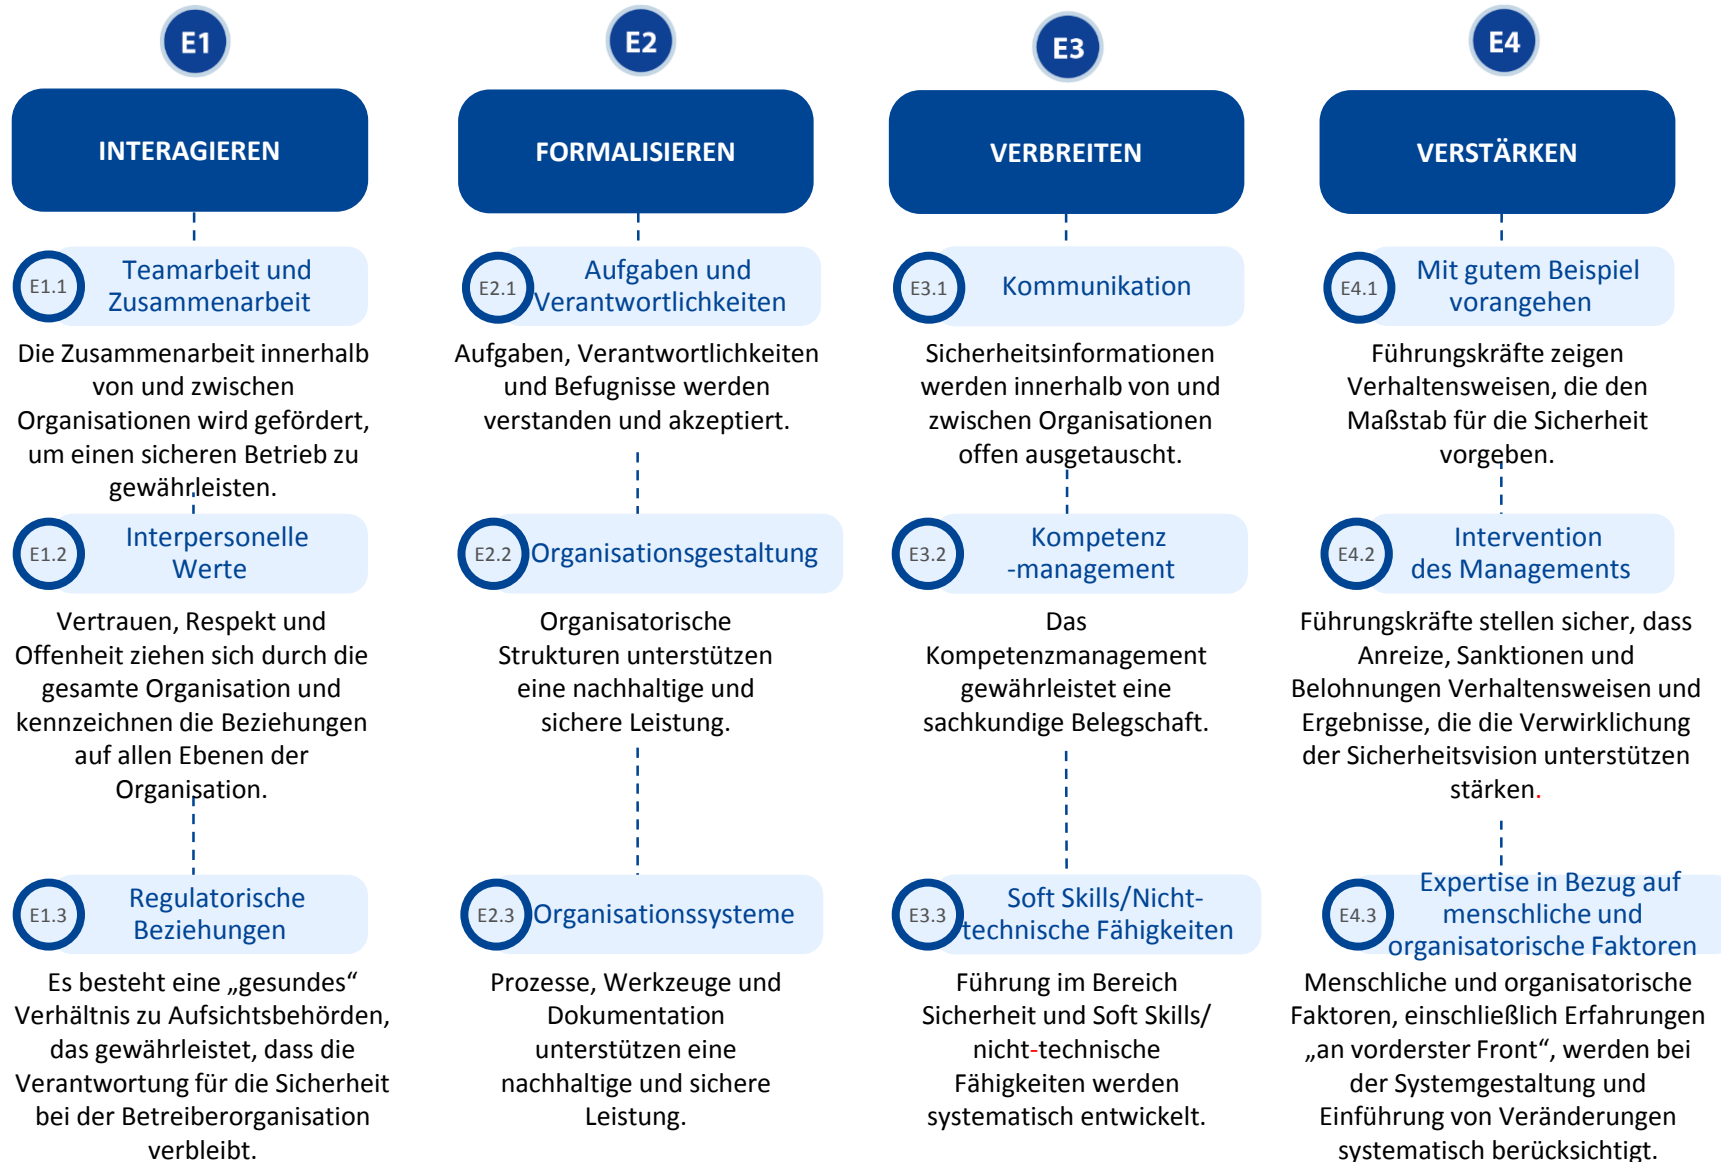 E1
INTERAGIEREN
E1.1
Teamarbeit und
Zusammenarbeit
Die Zusammenarbeit innerhalb
von und zwischen
Organisationen wird gefördert,
um einen sicheren Betrieb zu
gewährleisten.
E1.2
Interpersonelle
Werte
Vertrauen, Respekt und
Offenheit ziehen sich durch die
gesamte Organisation und
kennzeichnen die Beziehungen
auf allen Ebenen der
Organisation.
E1.3
Regulatorische
Beziehungen
Es besteht eine „gesundes“
Verhältnis zu Aufsichtsbehörden,
das gewährleistet, dass die
Verantwortung für die Sicherheit
bei der Betreiberorganisation
verbleibt.
E2
FORMALISIEREN
E2.1
Aufgaben und
Verantwortlichkeiten
Aufgaben, Verantwortlichkeiten
und Befugnisse werden
verstanden und akzeptiert.
E2.2
Organisationsgestaltung
Organisatorische
Strukturen unterstützen
eine nachhaltige und
sichere Leistung.
E2.3
Organisationssysteme
Prozesse, Werkzeuge und
Dokumentation
unterstützen eine
nachhaltige und sichere
Leistung.
E3
VERBREITEN
E3.1
Kommunikation
Sicherheitsinformationen
werden innerhalb von und
zwischen Organisationen
offen ausgetauscht.
E3.2
Kompetenz
-management
Das
Kompetenzmanagement
gewährleistet eine
sachkundige Belegschaft.
E3.3
Soft Skills/Nicht-
technische Fähigkeiten
Führung im Bereich
Sicherheit und Soft Skills/
nicht-technische
Fähigkeiten werden
systematisch entwickelt.
E4
VERSTÄRKEN
E4.1
Mit gutem Beispiel
vorangehen
Führungskräfte zeigen
Verhaltensweisen, die den
Maßstab für die Sicherheit
vorgeben.
E4.2
Intervention
des Managements
Führungskräfte stellen sicher, dass
Anreize, Sanktionen und
Belohnungen Verhaltensweisen und
Ergebnisse, die die Verwirklichung
der Sicherheitsvision unterstützen
stärken.
E4.3
Expertise in Bezug auf
menschliche und
organisatorische Faktoren
Menschliche und organisatorische
Faktoren, einschließlich Erfahrungen
„an vorderster Front“, werden bei
der Systemgestaltung und
Einführung von Veränderungen
systematisch berücksichtigt.